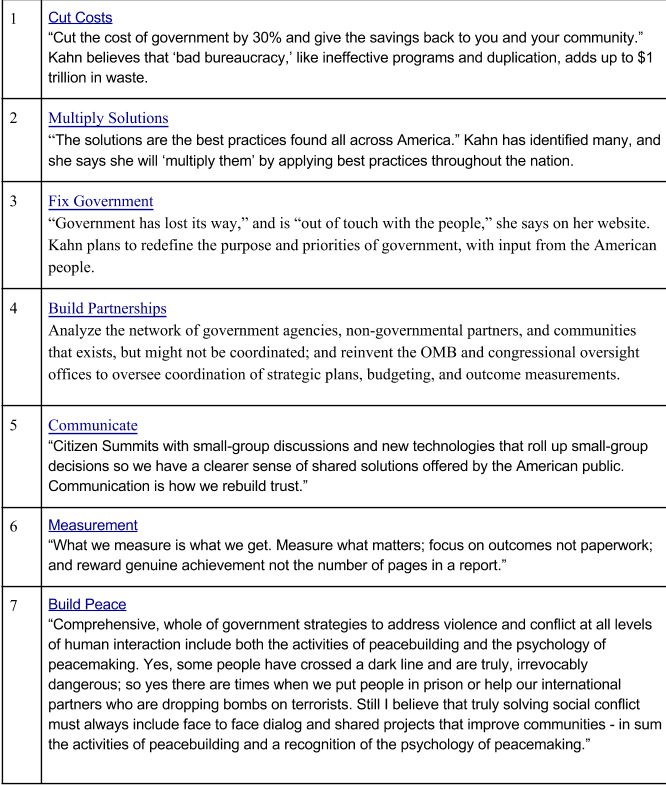 1
Cut Costs
“Cut the cost of government by 30% and give the savings back to you and your community.”
Kahn believes that ‘bad bureaucracy,’ like ineffective programs and duplication, adds up to $1
trillion in waste.
2
Multiply Solutions
“The solutions are the best practices found all across America.” Kahn has identified many, and
she says she will ‘multiply them’ by applying best practices throughout the nation.
3
Fix Government
“Government has lost its way,” and is “out of touch with the people,” she says on her website.
Kahn plans to redefine the purpose and priorities of government, with input from the American
people.
4
Build Partnerships
Analyze the network of government agencies, non-governmental partners, and communities
that exists, but might not be coordinated; and reinvent the OMB and congressional oversight
offices to oversee coordination of strategic plans, budgeting, and outcome measurements.
5
Communicate
“Citizen Summits with small-group discussions and new technologies that roll up small-group
decisions so we have a clearer sense of shared solutions offered by the American public.
Communication is how we rebuild trust.”
6
Measurement
“What we measure is what we get. Measure what matters; focus on outcomes not paperwork;
and reward genuine achievement not the number of pages in a report.”
7
Build Peace
“Comprehensive, whole of government strategies to address violence and conflict at all levels
of human interaction include both the activities of peacebuilding and the psychology of
peacemaking. Yes, some people have crossed a dark line and are truly, irrevocably
dangerous; so yes there are times when we put people in prison or help our international
partners who are dropping bombs on terrorists. Still I believe that truly solving social conflict
must always include face to face dialog and shared projects that improve communities - in sum
the activities of peacebuilding and a recognition of the psychology of peacemaking.”